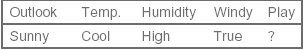 Outlook Temp. Humidity Windy Play
Sunny Cool High True ?